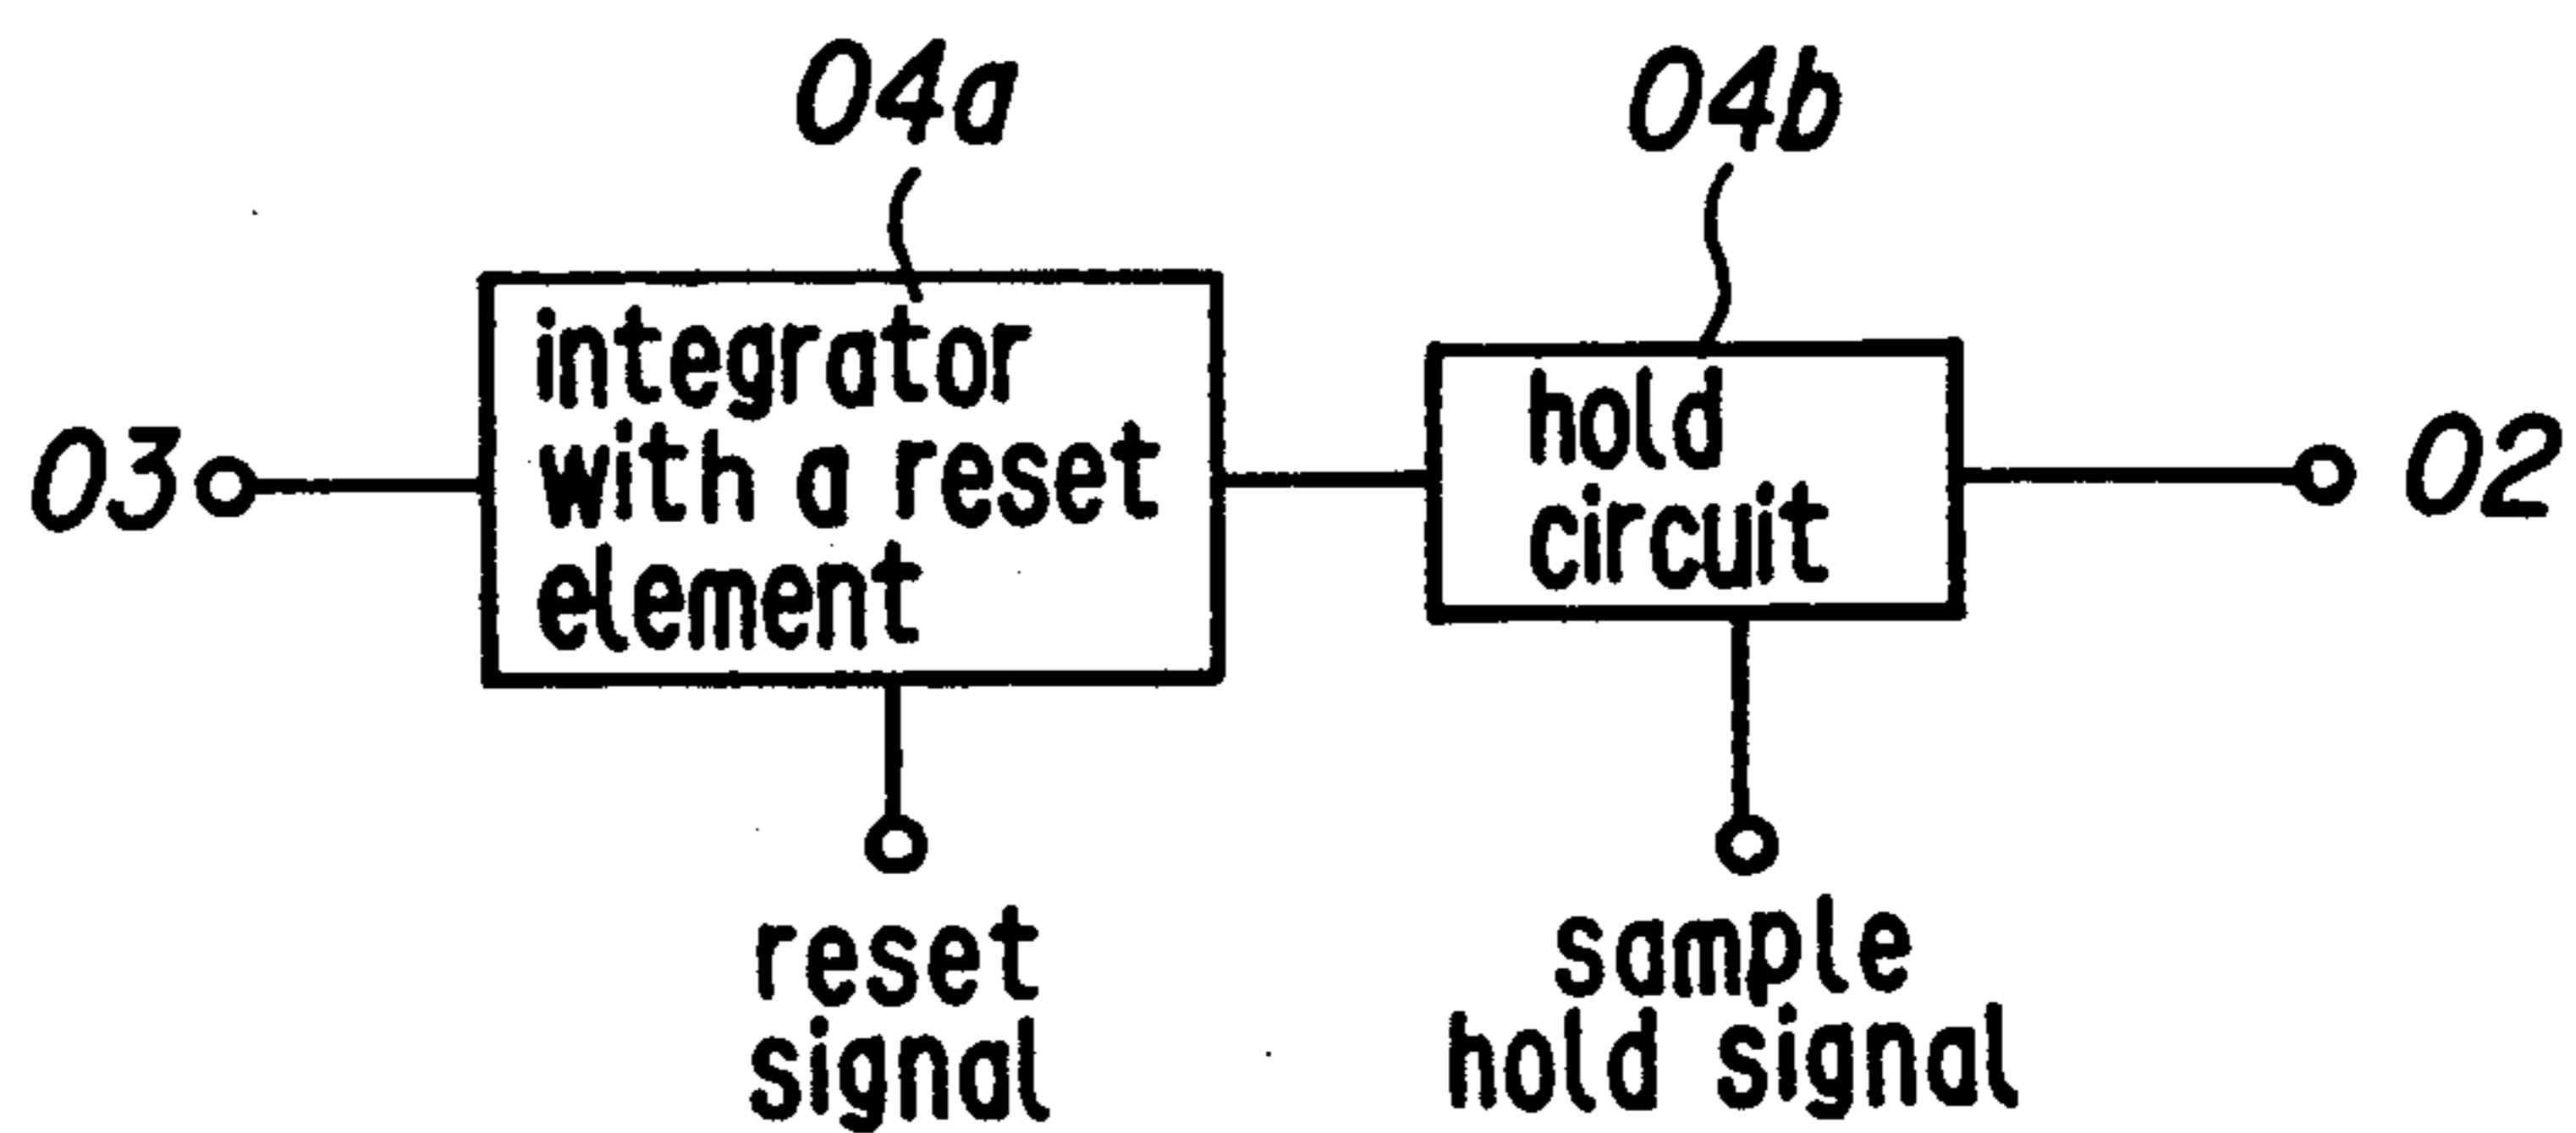 04a
04b
integrator
with a reset
element
hold
circuit
03
02
reset
signal
sample
hold signal